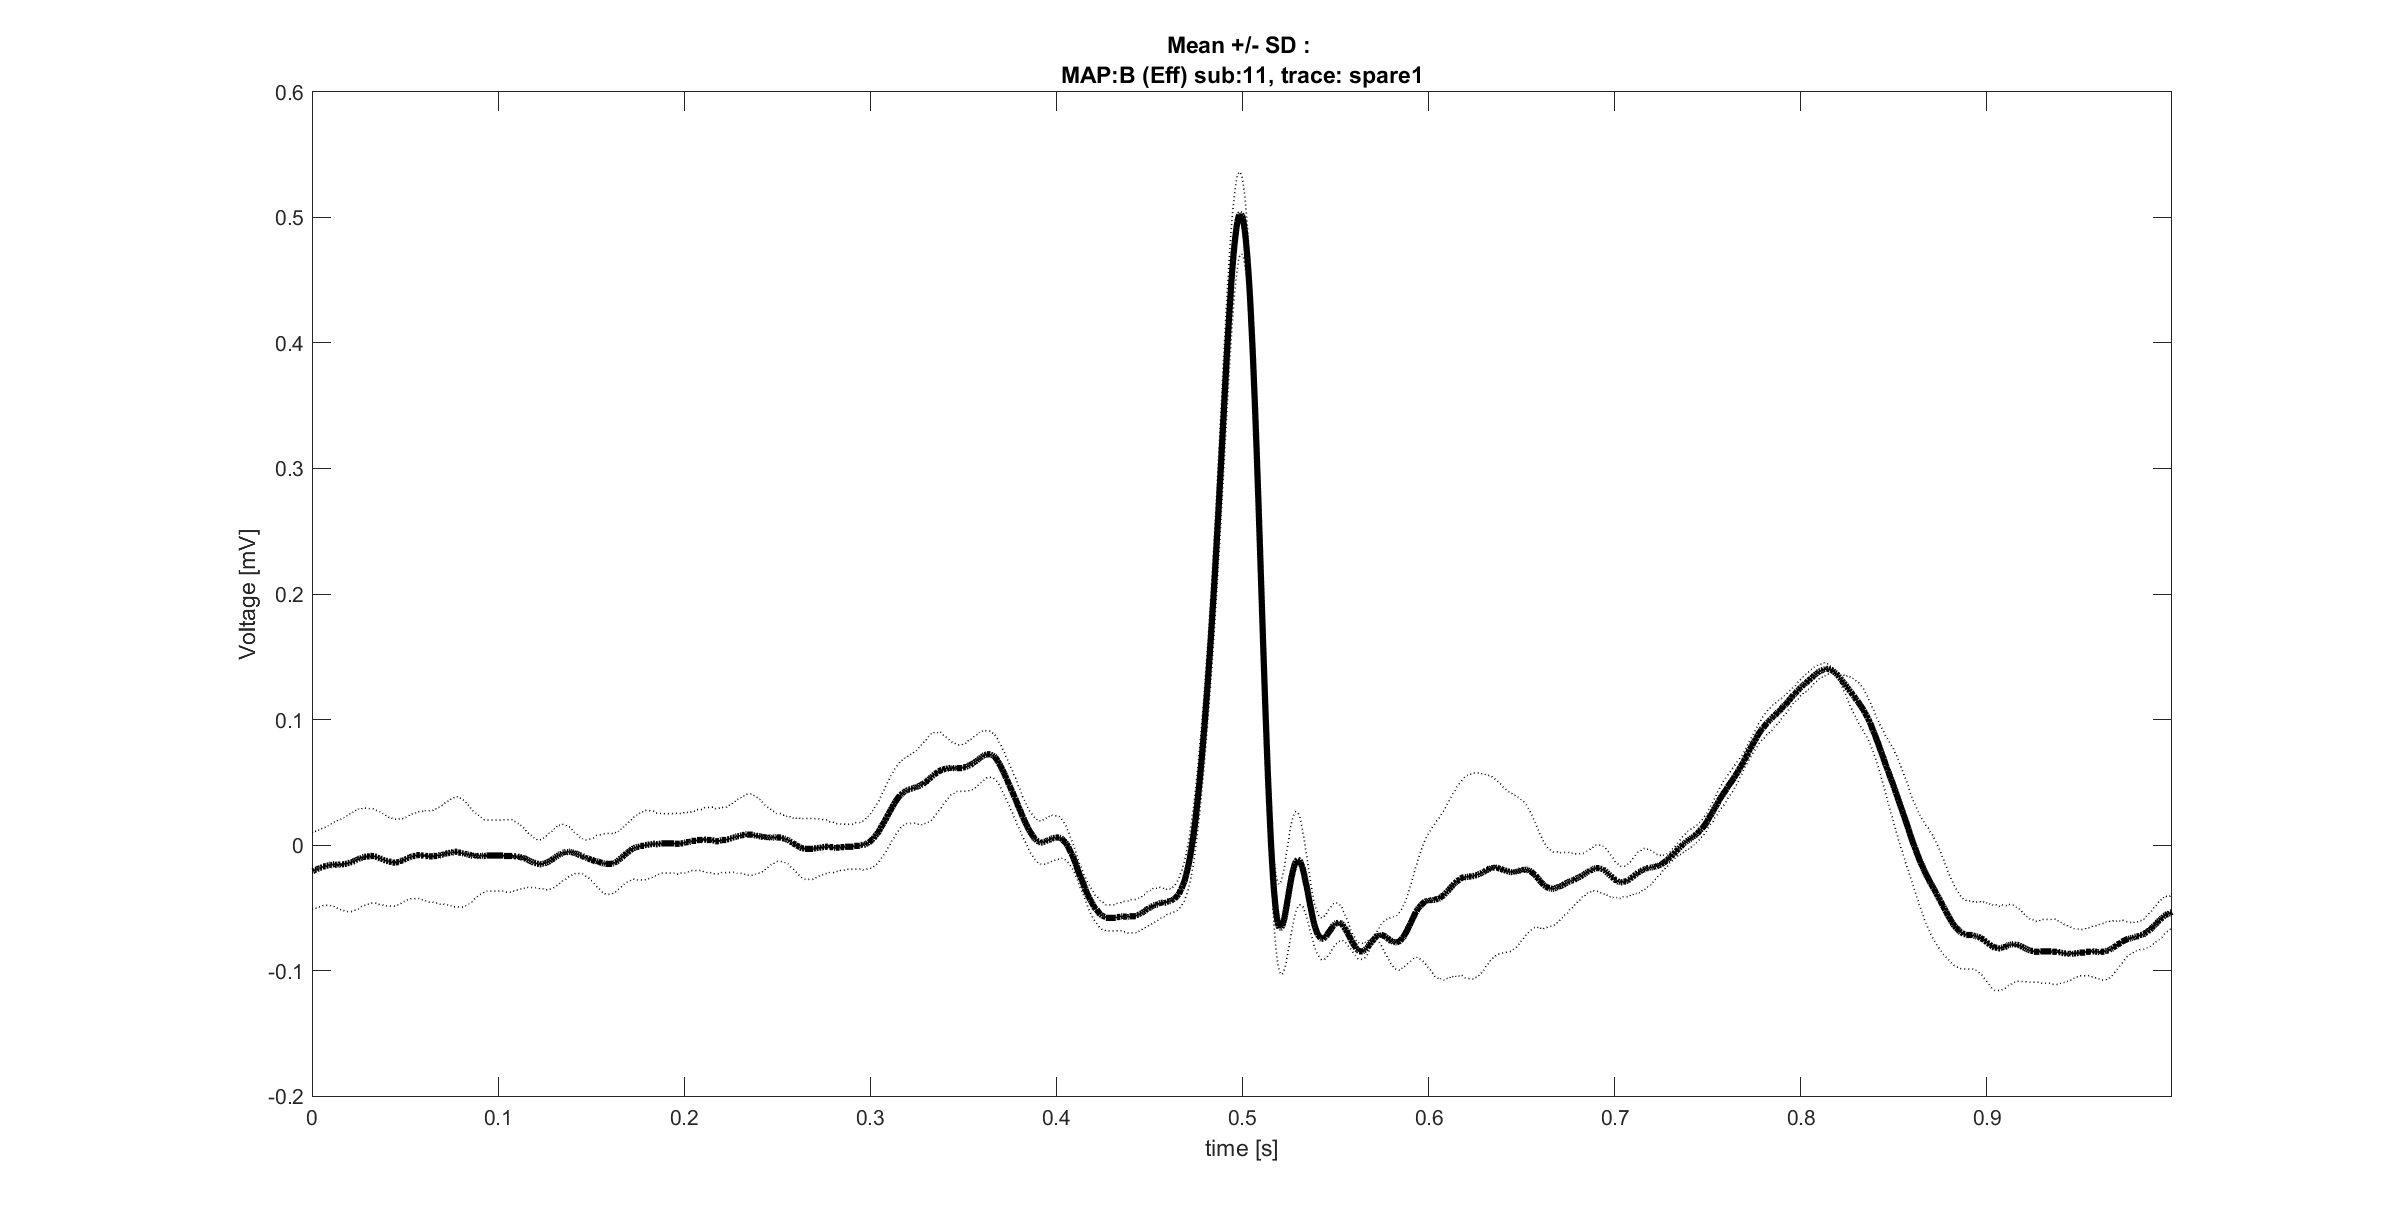 Mean +/- SD :
MAP:B (Eff) sub:11, trace: spare1
0.6
0.5
0.4
0.3
0.2
0.1
0
-0.1
-0.2
Voltage [mV]
0 0.1 0.2 0.3 0.4 0.5 0.6 0.7 0.8 0.9
time [s]